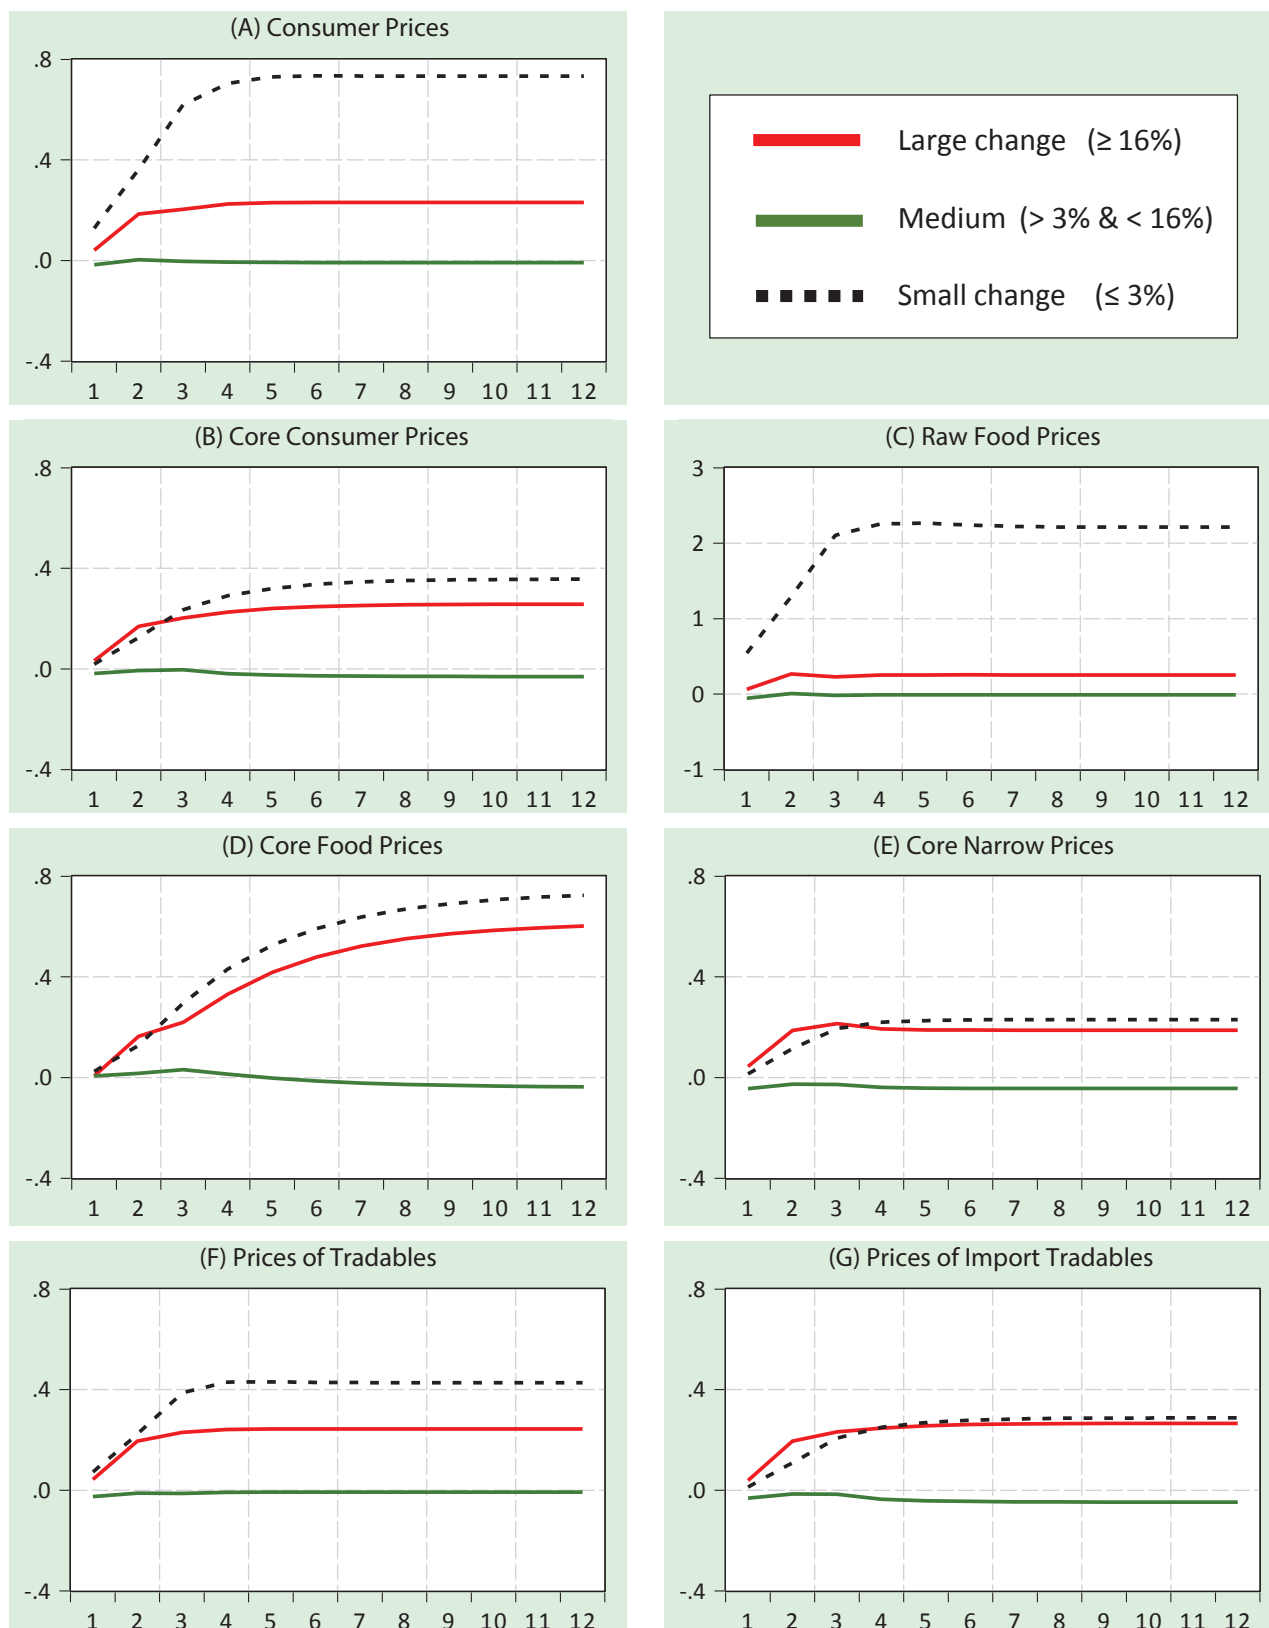 (A) Consumer Prices
.8
.4
.0
-.4
1 2 3 4 5 6 7 8 9 10 11 12
Large change (≥ 16%)
Medium (> 3% & < 16%)
Small change (≤ 3%)
(B) Core Consumer Prices
.8
.4
.0
-.4
1 2 3 4 5 6 7 8 9 10 11 12
(C) Raw Food Prices
3
2
1
0
-1
1 2 3 4 5 6 7 8 9 10 11 12
(D) Core Food Prices
.8
.4
.0
-.4
1 2 3 4 5 6 7 8 9 10 11 12
(E) Core Narrow Prices
.8
.4
.0
-.4
1 2 3 4 5 6 7 8 9 10 11 12
(F) Prices of Tradables
.8
.4
.0
-.4
1 2 3 4 5 6 7 8 9 10 11 12
(G) Prices of Import Tradables
.8
.4
.0
-.4
1 2 3 4 5 6 7 8 9 10 11 12